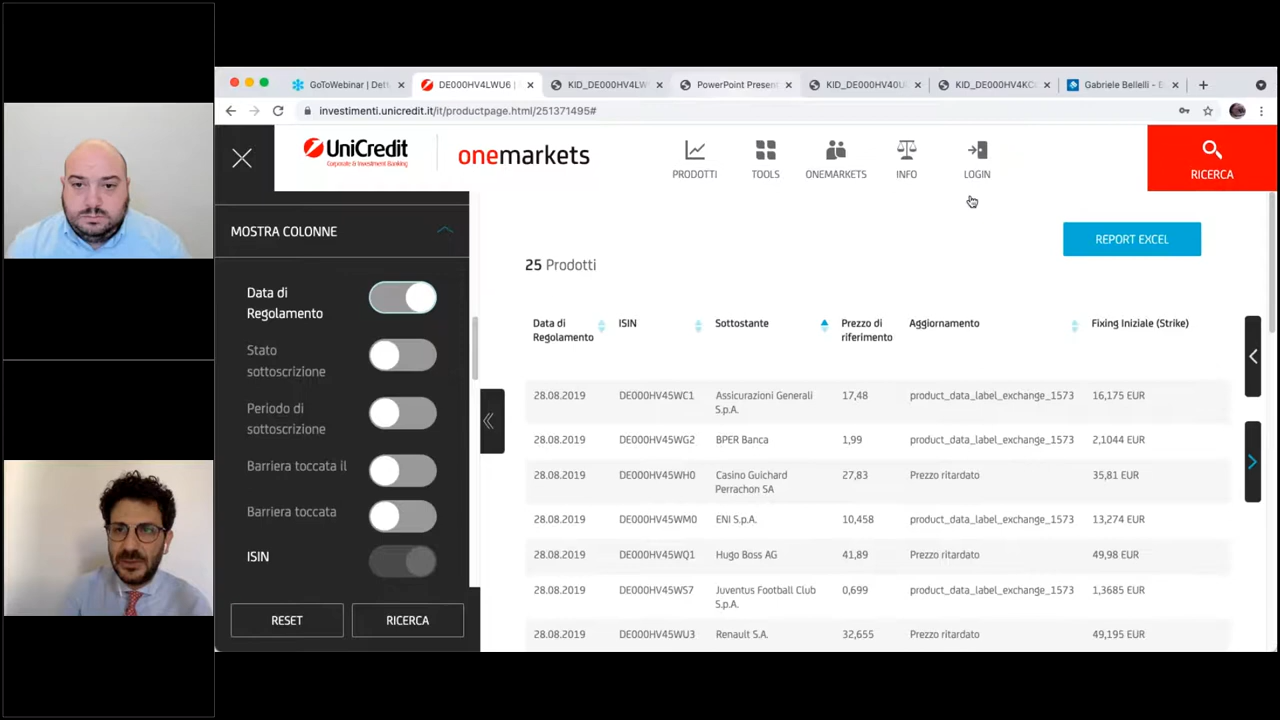 GoToWebinar | Dett
DE000HV4LWU6 |
KID_DE000HV4LW
PowerPoint Present
KID_DE000HV40U
KID_DE000HV4KC
Gabriele Bellelli - E
investimenti.unicredit.it/it/productpage.html/251371495#
UniCredit
Corporate & Investment Banking
onemarkets
PRODOTTI
TOOLS
ONEMARKETS
INFO
LOGIN
RICERCA
MOSTRA COLONNE
Data di
Regolamento
Stato
sottoscrizione
Periodo di
sottoscrizione
Barriera toccata il
Barriera toccata
ISIN
RESET
RICERCA
REPORT EXCEL
25 Prodotti
Data di
Regolamento
ISIN
Sottostante
Prezzo di
riferimento
Aggiornamento
Fixing Iniziale (Strike)
28.08.2019 DE000HV45WC1 Assicurazioni Generali 17,48 product_data_label_exchange_1573 16,175 EUR
S.p.A.
28.08.2019 DE000HV45WG2 BPER Banca 1,99 product_data_label_exchange_1573 2,1044 EUR
28.08.2019 DE000HV45WH0 Casino Guichard 27,83 Prezzo ritardato 35,81 EUR
Perrachon SA
28.08.2019 DE000HV45WM0 ENI S.p.A. 10,458 product_data_label_exchange_1573 13,274 EUR
28.08.2019 DE000HV45WQ1 Hugo Boss AG 41,89 Prezzo ritardato 49,98 EUR
28.08.2019 DE000HV45WS7 Juventus Football Club 0,699 product_data_label_exchange_1573 1,3685 EUR
S.p.A.
28.08.2019 DE000HV45WU3 Renault S.A. 32,655 Prezzo ritardato 49,195 EUR